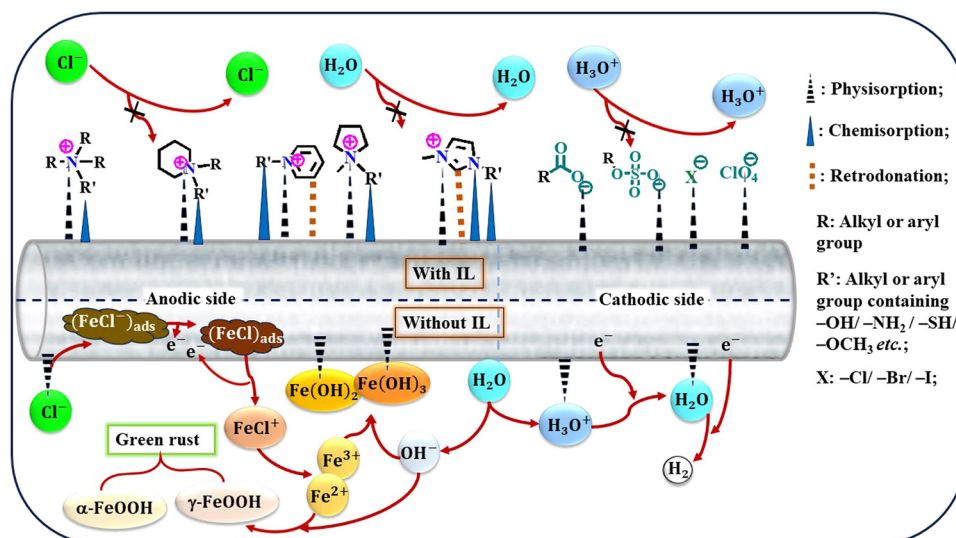 Cl⁻
Cl⁻
H₂O
H₂O
H₃O⁺
H₃O⁺
: Physisorption;
: Chemisorption;
: Retrodonation;
R: Alkyl or aryl
group
R’: Alkyl or aryl
group containing
–OH/ –NH₂ / –SH/
–OCH₃ etc.;
X: –Cl/ –Br/ –I;
R
R
N
⊕
R
R'
N
⊕
R
R'
R'
N
⊕
N
⊕
R'
N
⊕
N
R'
R
O
O
⊖
R
O
S
O
O
O
⊖
X
⊖
ClO₄
⊖
With IL
Anodic side
Cathodic side
Without IL
(FeCl⁻)ads
(FeCl)ads
e⁻
e⁻
e⁻
e⁻
Cl⁻
Fe(OH)₂
Fe(OH)₃
H₂O
H₃O⁺
H₂O
H₂
FeCl⁺
Fe³⁺
Fe²⁺
OH⁻
Green rust
α-FeOOH
γ-FeOOH